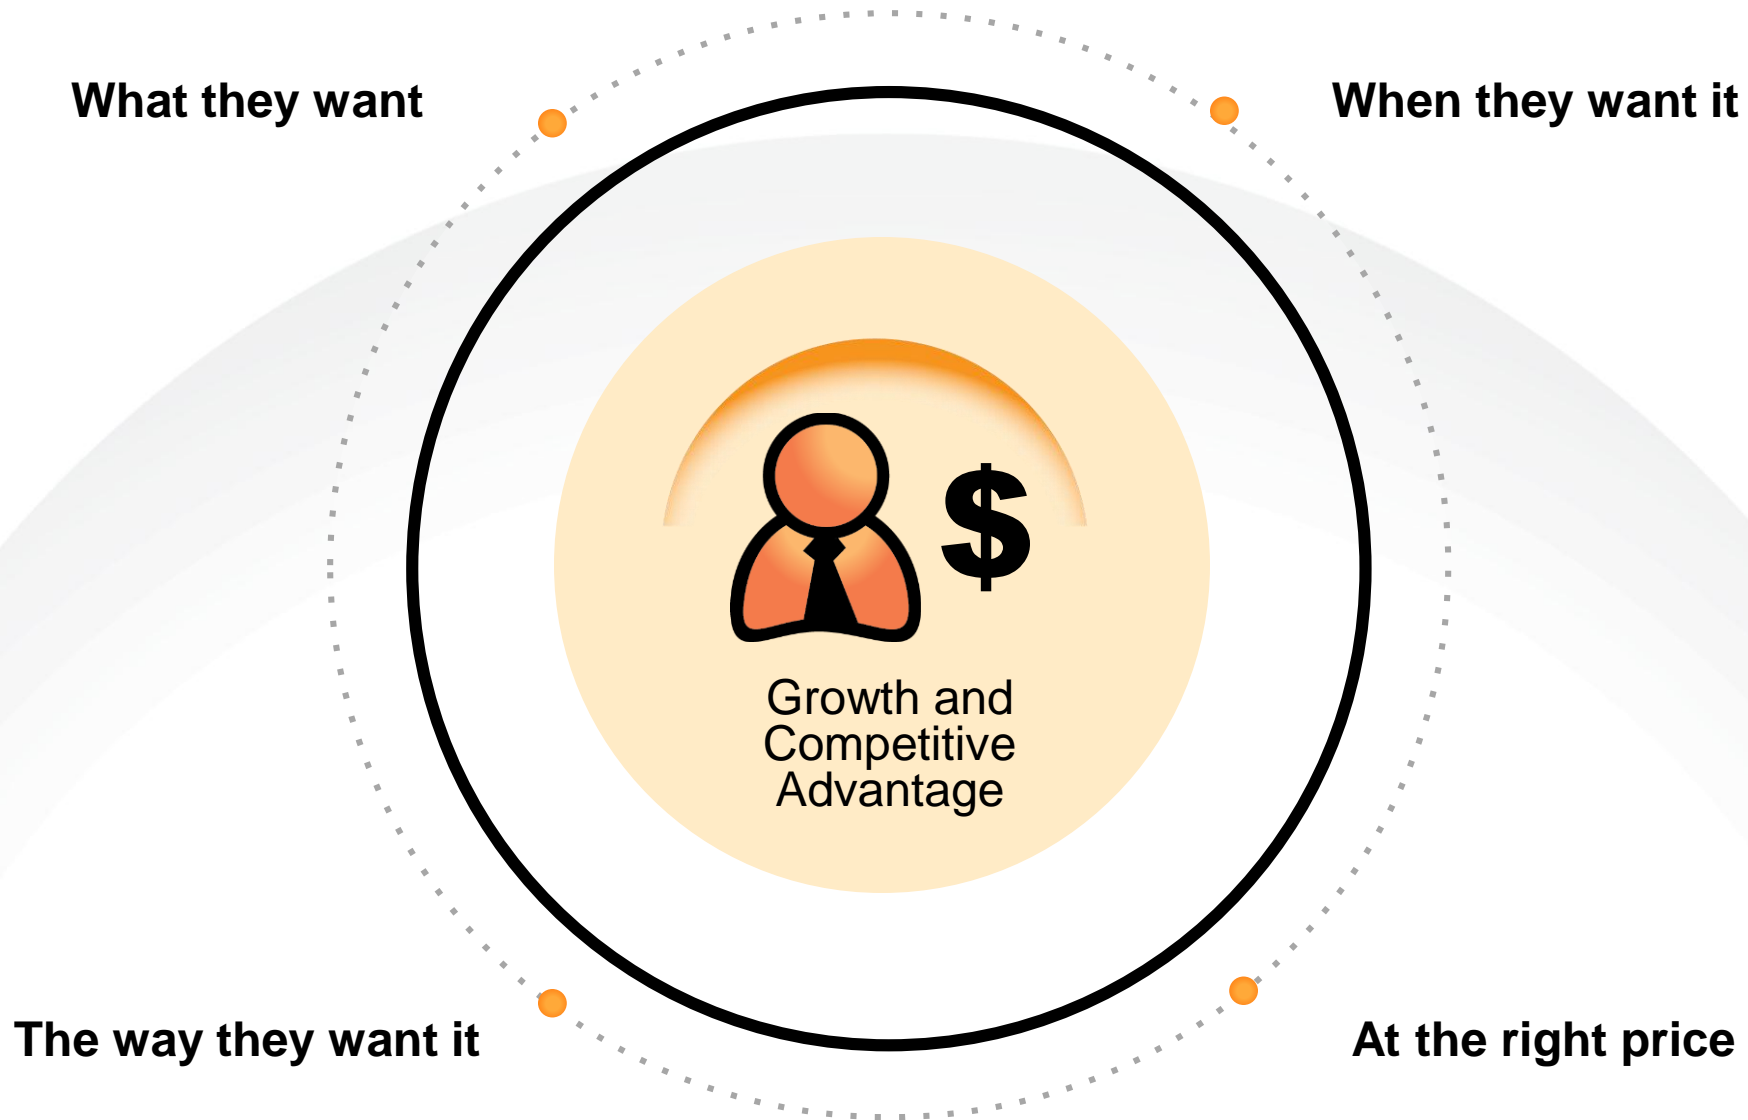 What they want
When they want it
$
Growth and
Competitive
Advantage
The way they want it
At the right price